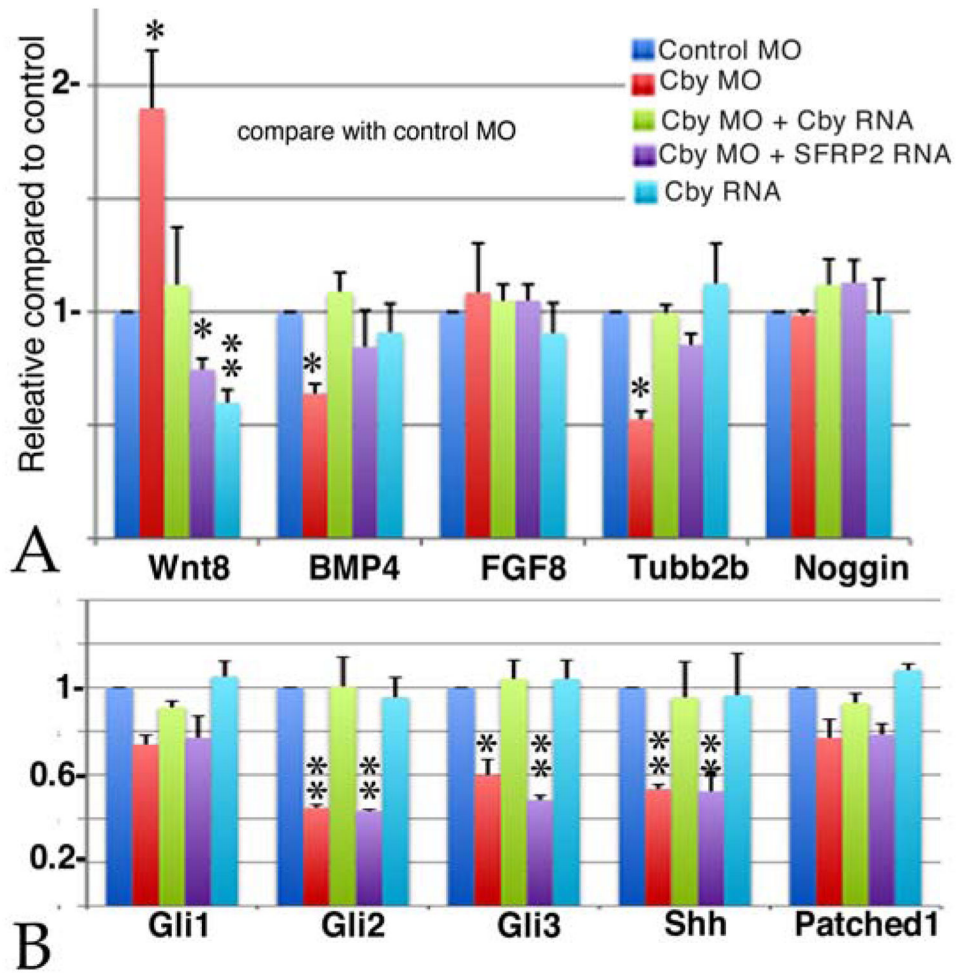 Releative compared to control
2-
1-
*
compare with control MO
Control MO
Cby MO
Cby MO + Cby RNA
Cby MO + SFRP2 RNA
Cby RNA
*
*
*
*
*
A
Wnt8 BMP4 FGF8 Tubb2b Noggin
1-
0.6-
0.2-
* * * * * *
* * * * *
B
Gli1 Gli2 Gli3 Shh Patched1